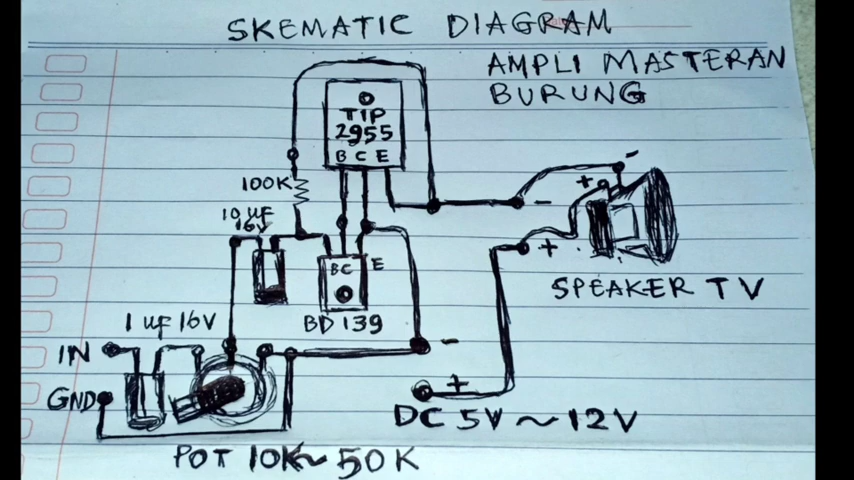 SKEMATIC DIAGRAM
AMPLI MASTERAN
BURUNG
TIP
2955
B C E
100K
10 uF
16V
+ -
-
+
B C E
SPEAKER TV
BD 139
1 uF 16V
-
IN
+
GND
DC 5V ~ 12V
POT 10K ~ 50K